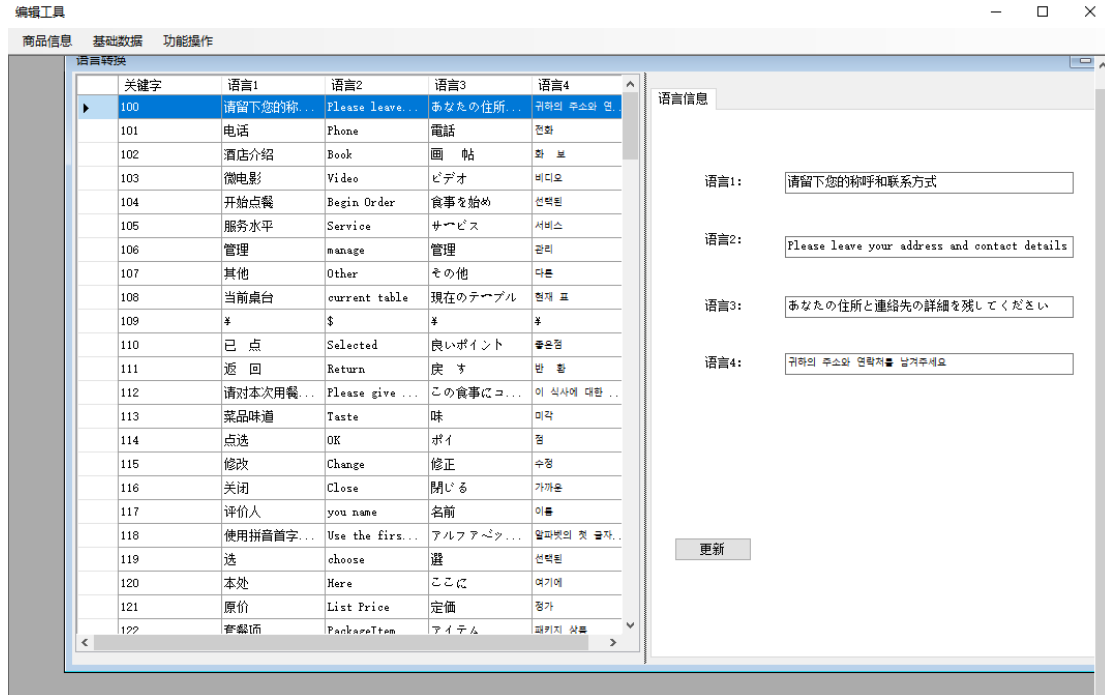 编辑工具
商品信息 基础数据 功能操作
语言转换
关键字 语言1 语言2 语言3 语言4
100 请留下您的称... Please leave... あなたの住所... 귀하의 주소와 연..
101 电话 Phone 電話 전화
102 酒店介绍 Book 画 帖 화 보
103 微电影 Video ビデオ 비디오
104 开始点餐 Begin Order 食事を始め 선택된
105 服务水平 Service サービス 서비스
106 管理 manage 管理 관리
107 其他 Other その他 다른
108 当前桌台 current table 現在のテーブル 현재 표
109 ¥ $ ¥ ¥
110 已 点 Selected 良いポイント 좋은점
111 返 回 Return 戻 す 반 환
112 请对本次用餐... Please give ... この食事にコ... 이 식사에 대한 ..
113 菜品味道 Taste 味 미각
114 点选 OK ポイ 점
115 修改 Change 修正 수정
116 关闭 Close 閉じる 가까운
117 评价人 you name 名前 이름
118 使用拼音首字... Use the firs... アルファベッ... 알파벳의 첫 글자..
119 选 choose 選 선택된
120 本处 Here ここに 여기에
121 原价 List Price 定価 정가
122 套餐项 PackageItem アイテム 패키지 상품
语言信息
语言1: 请留下您的称呼和联系方式
语言2: Please leave your address and contact details
语言3: あなたの住所と連絡先の詳細を残してください
语言4: 귀하의 주소와 연락처를 남겨주세요
更新